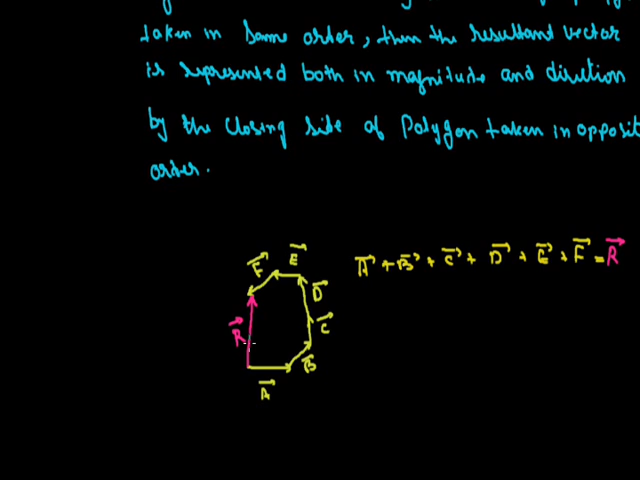 taken in same order, then the resultant vector
is represented both in magnitude and direction
by the closing side of Polygon taken in opposit
order.
A⃗ + B⃗ + C⃗ + D⃗ + E⃗ + F⃗ = R⃗
F⃗ E⃗
D⃗
R⃗ C⃗
B⃗
A⃗